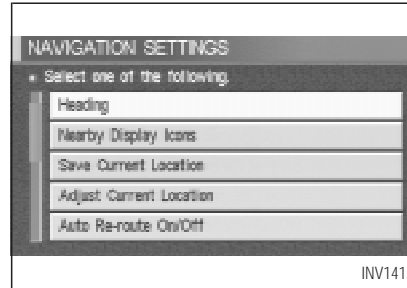 NAVIGATION SETTINGS
Select one of the following.
Heading
Nearby Display Icons
Save Current Location
Adjust Current Location
Auto Re-route On/Off
INV141